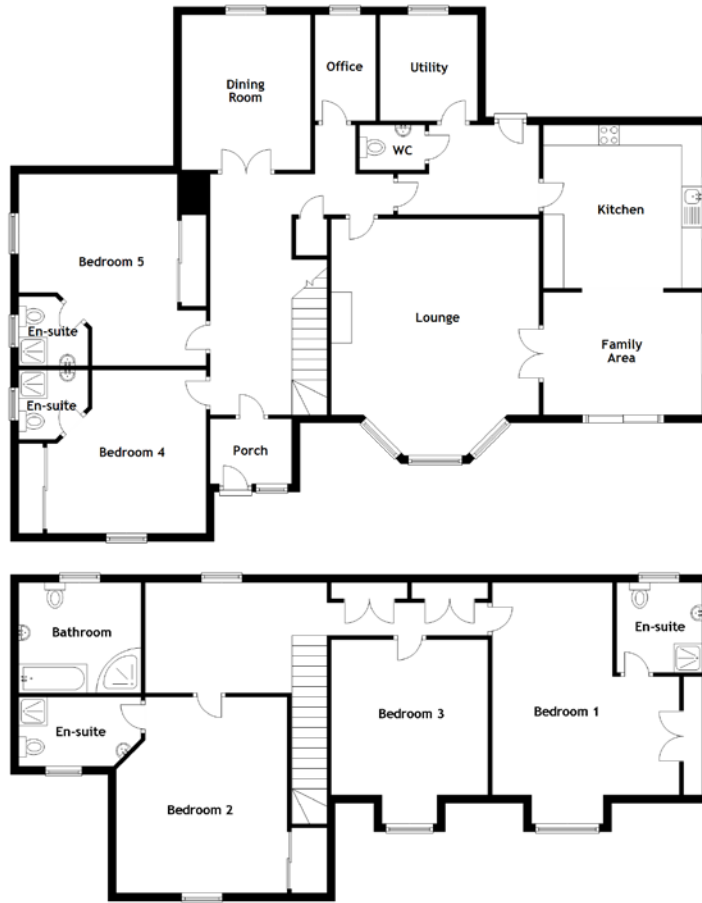 Dining
Room
Office
Utility
WC
Kitchen
Bedroom 5
En-suite
Lounge
Family
Area
En-suite
Bedroom 4
Porch
Bathroom
En-suite
En-suite
Bedroom 3
Bedroom 1
Bedroom 2